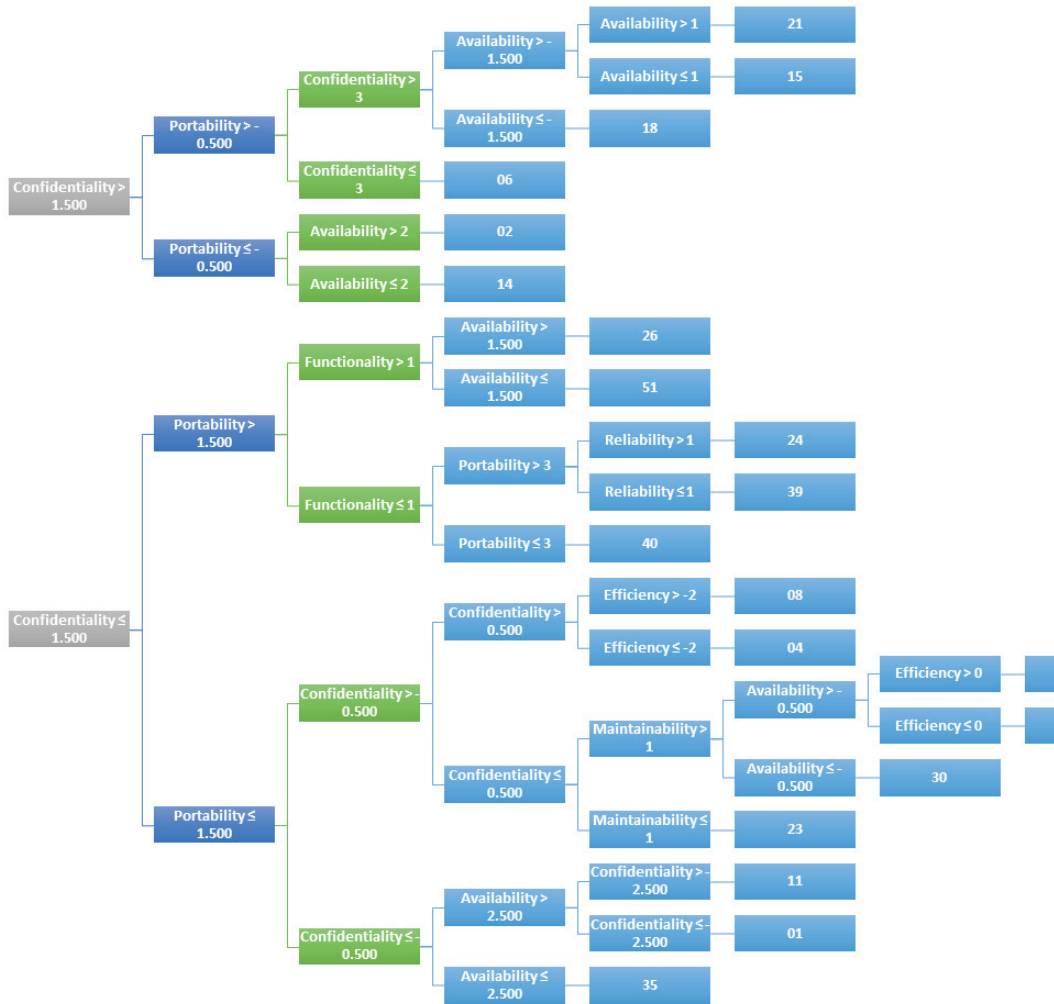 Confidentiality >
1.500
Portability > -
0.500
Confidentiality >
3
Availability > -
1.500
Availability > 1
21
Availability ≤ 1
15
Availability ≤ -
1.500
18
Confidentiality ≤
3
06
Portability ≤ -
0.500
Availability > 2
02
Availability ≤ 2
14
Confidentiality ≤
1.500
Portability >
1.500
Functionality > 1
Availability >
1.500
26
Availability ≤
1.500
51
Functionality ≤ 1
Portability > 3
Reliability > 1
24
Reliability ≤ 1
39
Portability ≤ 3
40
Portability ≤
1.500
Confidentiality > -
0.500
Confidentiality >
0.500
Efficiency > -2
08
Efficiency ≤ -2
04
Confidentiality ≤
0.500
Maintainability >
1
Availability > -
0.500
Efficiency > 0
Efficiency ≤ 0
Availability ≤ -
0.500
30
Maintainability ≤
1
23
Confidentiality ≤ -
0.500
Availability >
2.500
Confidentiality > -
2.500
11
Confidentiality ≤ -
2.500
01
Availability ≤
2.500
35